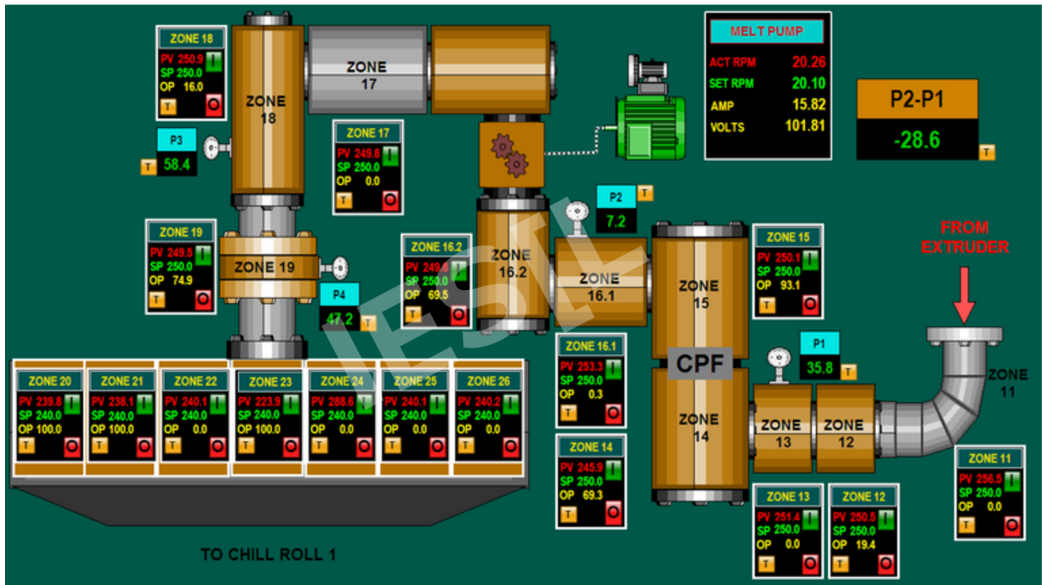 ZONE 18
PV 250.9
SP 250.0
OP 16.0
T
ZONE 18
ZONE 17
MELT PUMP
ACT RPM 20.26
SET RPM 20.10
AMP 15.82
VOLTS 101.81
P2-P1
-28.6
T
P3
58.4
T
ZONE 17
PV 249.8
SP 250.0
OP 0.0
T
P2
7.2
T
ZONE 19
PV 249.5
SP 250.0
OP 74.9
T
ZONE 19
P4
47.2
T
ZONE 16.2
SP 250.0
OP 69.5
T
ZONE 16.2
ZONE 16.1
ZONE 15
ZONE 15
PV 250.1
SP 250.0
OP 93.1
T
FROM
EXTRUDER
CPF
P1
35.8
T
ZONE 16.1
PV 253.3
SP 250.0
OP 0.3
T
ZONE 11
ZONE 20
PV 239.8
SP 240.0
OP 100.0
T
ZONE 21
PV 238.1
SP 240.0
OP 100.0
T
ZONE 22
PV 240.1
SP 240.0
OP 0.0
T
ZONE 23
PV 223.9
SP 240.0
OP 100.0
T
ZONE 24
PV 288.6
SP 240.0
OP 0.0
T
ZONE 25
PV 240.1
SP 240.0
OP 0.0
T
ZONE 26
PV 240.2
SP 240.0
OP 0.0
T
ZONE 14
ZONE 13
ZONE 12
ZONE 14
PV 245.9
SP 250.0
OP 69.3
T
ZONE 11
PV 256.5
SP 250.0
OP 0.0
T
ZONE 13
PV 251.4
SP 250.0
OP 0.0
T
ZONE 12
PV 250.5
SP 250.0
OP 19.4
T
TO CHILL ROLL 1